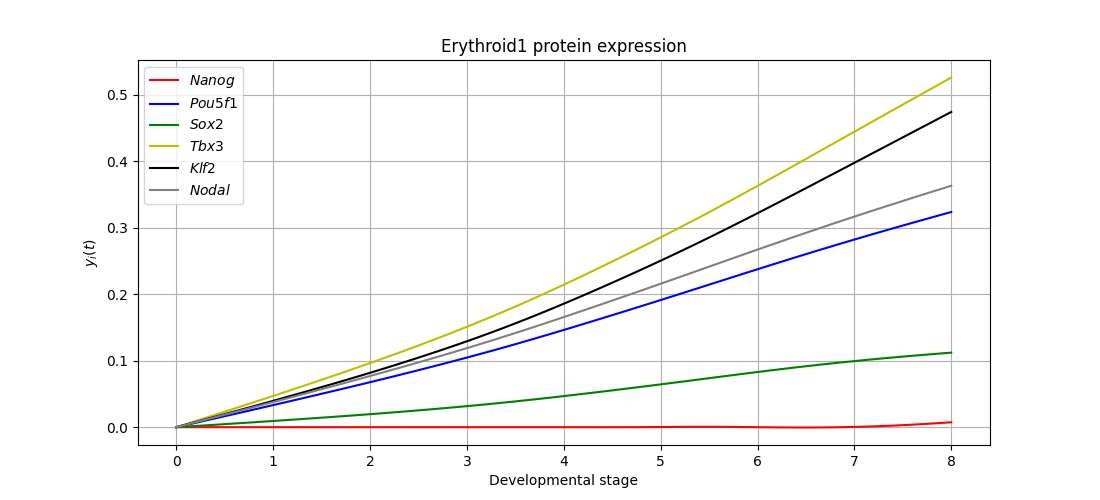 Erythroid1 protein expression
Nanog
Pou5f1
Sox2
Tbx3
Klf2
Nodal
0.5
0.4
0.3
0.2
0.1
0.0
yᵢ(t)
0 1 2 3 4 5 6 7 8
Developmental stage